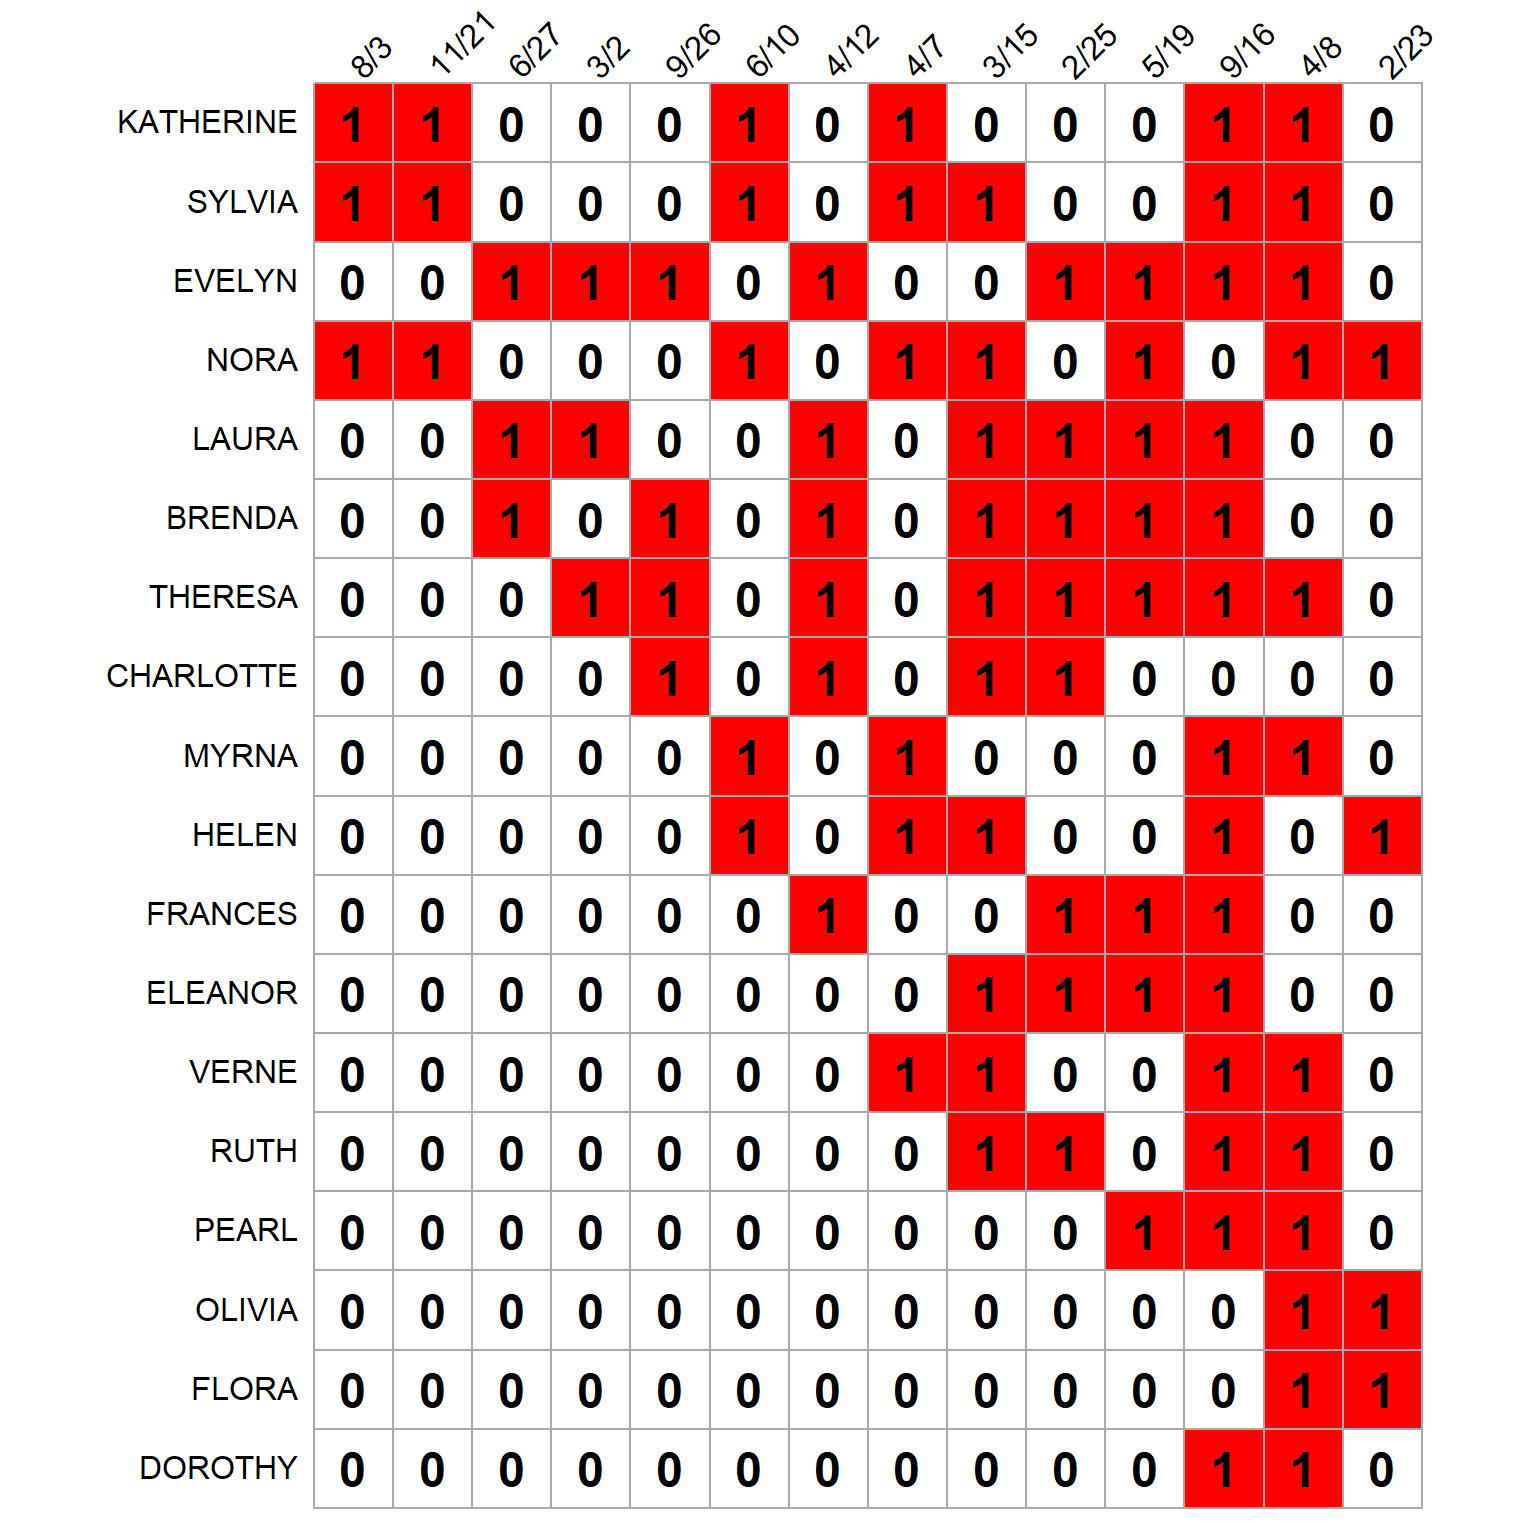 8/3 11/21 6/27 3/2 9/26 6/10 4/12 4/7 3/15 2/25 5/19 9/16 4/8 2/23
KATHERINE 1 1 0 0 0 1 0 1 0 0 0 1 1 0
SYLVIA 1 1 0 0 0 1 0 1 1 0 0 1 1 0
EVELYN 0 0 1 1 1 0 1 0 0 1 1 1 1 0
NORA 1 1 0 0 0 1 0 1 1 0 1 0 1 1
LAURA 0 0 1 1 0 0 1 0 1 1 1 1 0 0
BRENDA 0 0 1 0 1 0 1 0 1 1 1 1 0 0
THERESA 0 0 0 1 1 0 1 0 1 1 1 1 1 0
CHARLOTTE 0 0 0 0 1 0 1 0 1 1 0 0 0 0
MYRNA 0 0 0 0 0 1 0 1 0 0 0 1 1 0
HELEN 0 0 0 0 0 1 0 1 1 0 0 1 0 1
FRANCES 0 0 0 0 0 0 1 0 0 1 1 1 0 0
ELEANOR 0 0 0 0 0 0 0 0 1 1 1 1 0 0
VERNE 0 0 0 0 0 0 0 1 1 0 0 1 1 0
RUTH 0 0 0 0 0 0 0 0 1 1 0 1 1 0
PEARL 0 0 0 0 0 0 0 0 0 0 1 1 1 0
OLIVIA 0 0 0 0 0 0 0 0 0 0 0 0 1 1
FLORA 0 0 0 0 0 0 0 0 0 0 0 0 1 1
DOROTHY 0 0 0 0 0 0 0 0 0 0 0 1 1 0